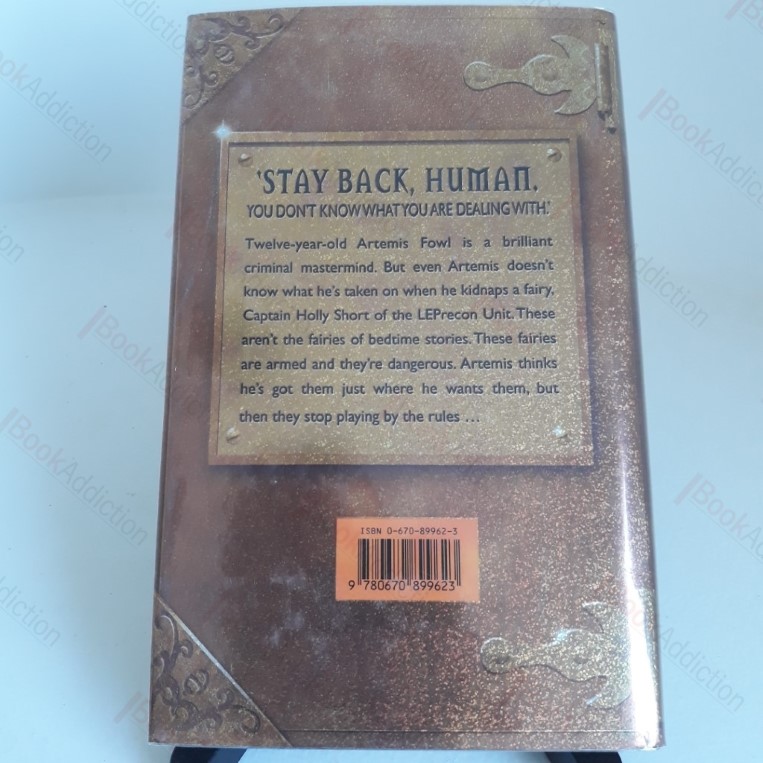 'STAY BACK, HUMAN.
YOU DON'T KNOW WHAT YOU ARE DEALING WITH.'
Twelve-year-old Artemis Fowl is a brilliant
criminal mastermind. But even Artemis doesn't
know what he's taken on when he kidnaps a fairy,
Captain Holly Short of the LEPrecon Unit. These
aren't the fairies of bedtime stories. These fairies
are armed and they're dangerous. Artemis thinks
he's got them just where he wants them, but
then they stop playing by the rules ...
ISBN 0-670-89962-3
9 780670 899623
BookAddiction